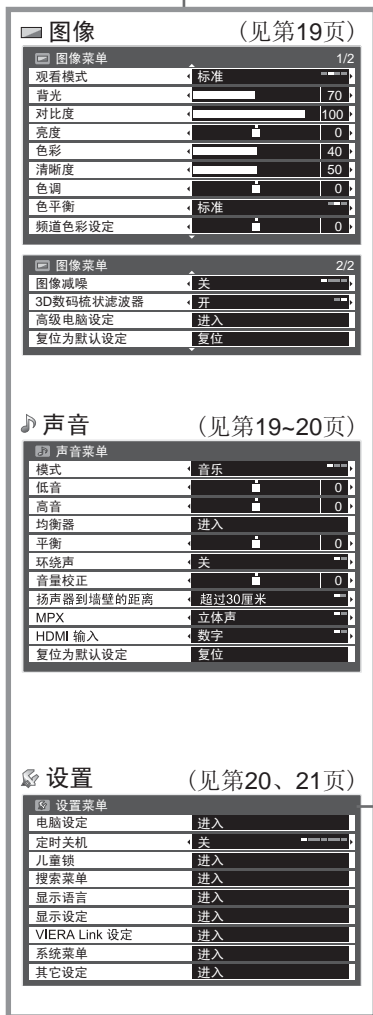 图像 （见第19页）
图像菜单 1/2
观看模式 标准
背光 70
对比度 100
亮度 0
色彩 40
清晰度 50
色调 0
色平衡 标准
频道色彩设定 0
图像菜单 2/2
图像减噪 关
3D数码梳状滤波器 开
高级电脑设定 进入
复位为默认设定 复位
声音 （见第19~20页）
声音菜单
模式 音乐
低音 0
高音 0
均衡器 进入
平衡 0
环绕声 关
音量校正 0
扬声器到墙壁的距离 超过30厘米
MPX 立体声
HDMI 输入 数字
复位为默认设定 复位
设置 （见第20、21页）
设置菜单
电脑设定 进入
定时关机 关
儿童锁 进入
搜索菜单 进入
显示语言 进入
显示设定 进入
VIERA Link 设定 进入
系统菜单 进入
其它设定 进入